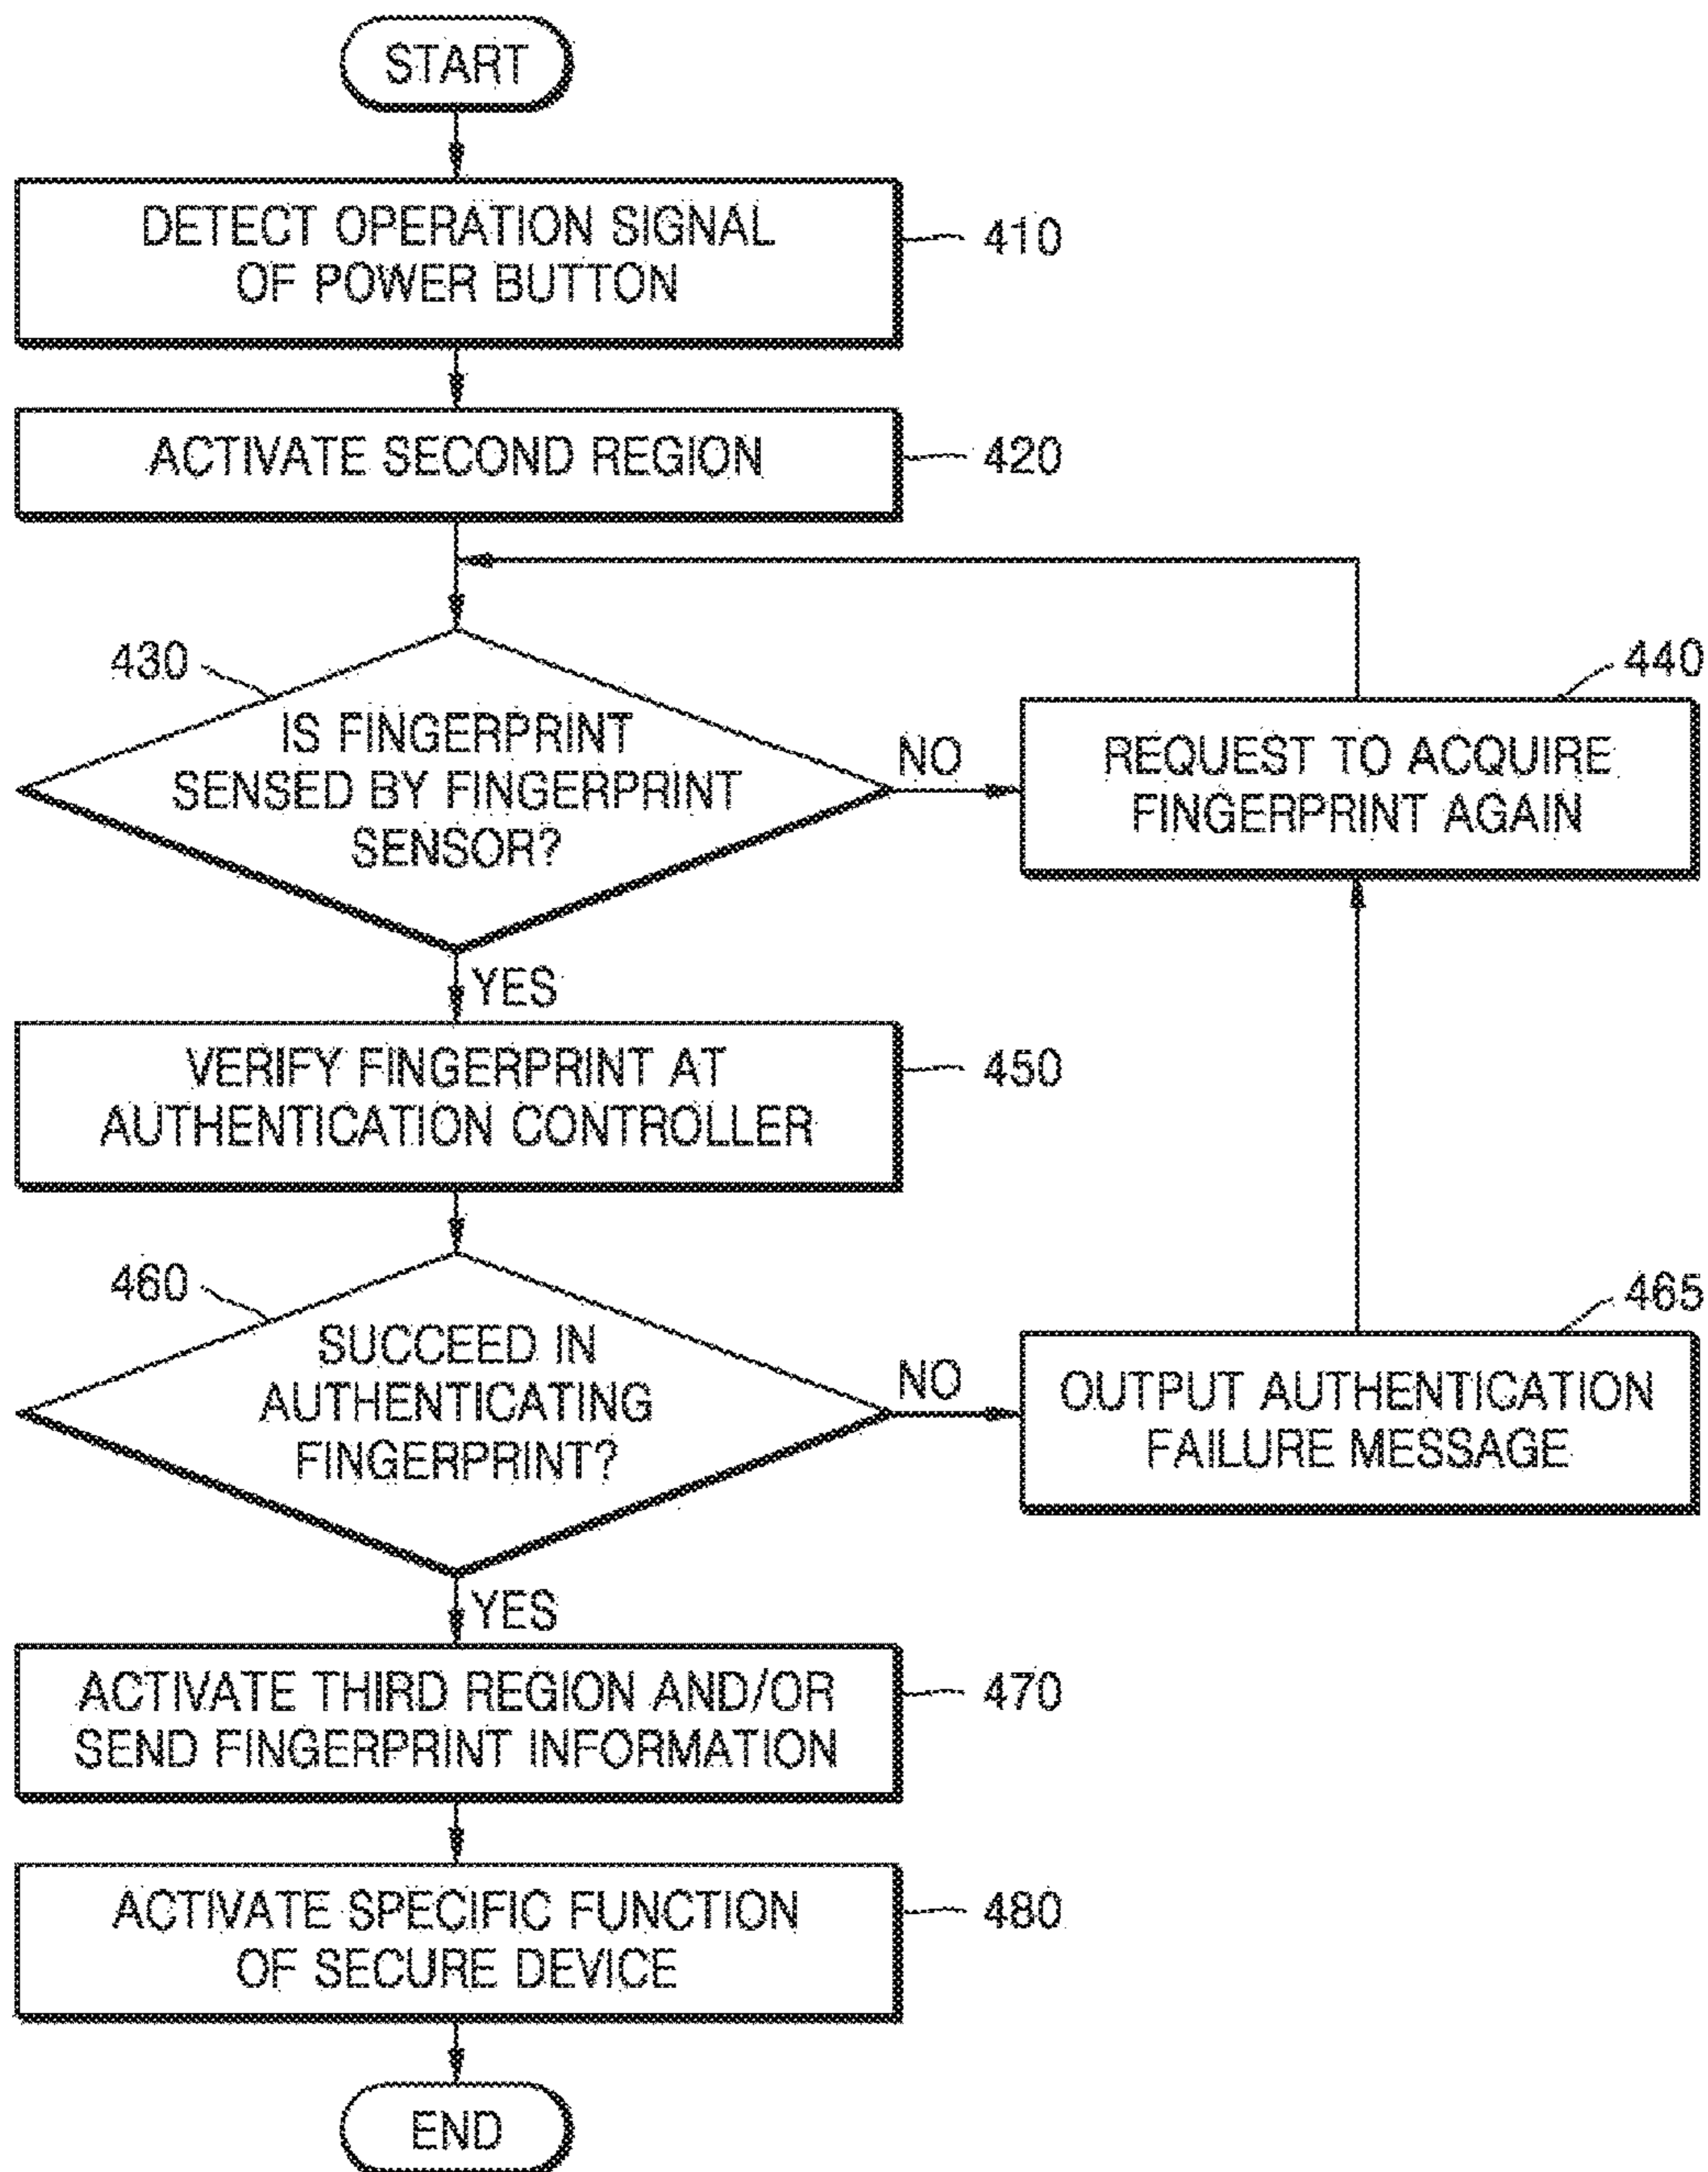 START
DETECT OPERATION SIGNAL
OF POWER BUTTON
410
ACTIVATE SECOND REGION
420
430
IS FINGERPRINT
SENSED BY FINGERPRINT
SENSOR?
NO
440
REQUEST TO ACQUIRE
FINGERPRINT AGAIN
YES
VERIFY FINGERPRINT AT
AUTHENTICATION CONTROLLER
450
460
SUCCEED IN
AUTHENTICATING
FINGERPRINT?
NO
465
OUTPUT AUTHENTICATION
FAILURE MESSAGE
YES
ACTIVATE THIRD REGION AND/OR
SEND FINGERPRINT INFORMATION
470
ACTIVATE SPECIFIC FUNCTION
OF SECURE DEVICE
480
END